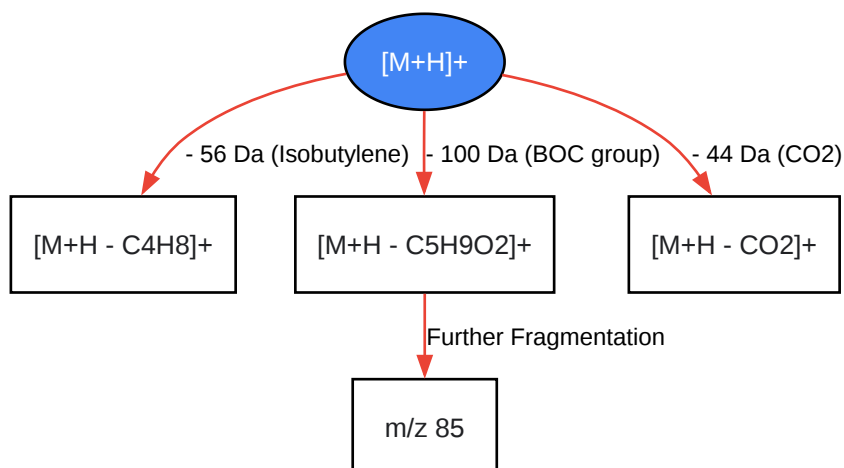 [M+H]+
- 56 Da (Isobutylene)
- 100 Da (BOC group)
- 44 Da (CO2)
[M+H - C4H8]+
[M+H - C5H9O2]+
[M+H - CO2]+
Further Fragmentation
m/z 85